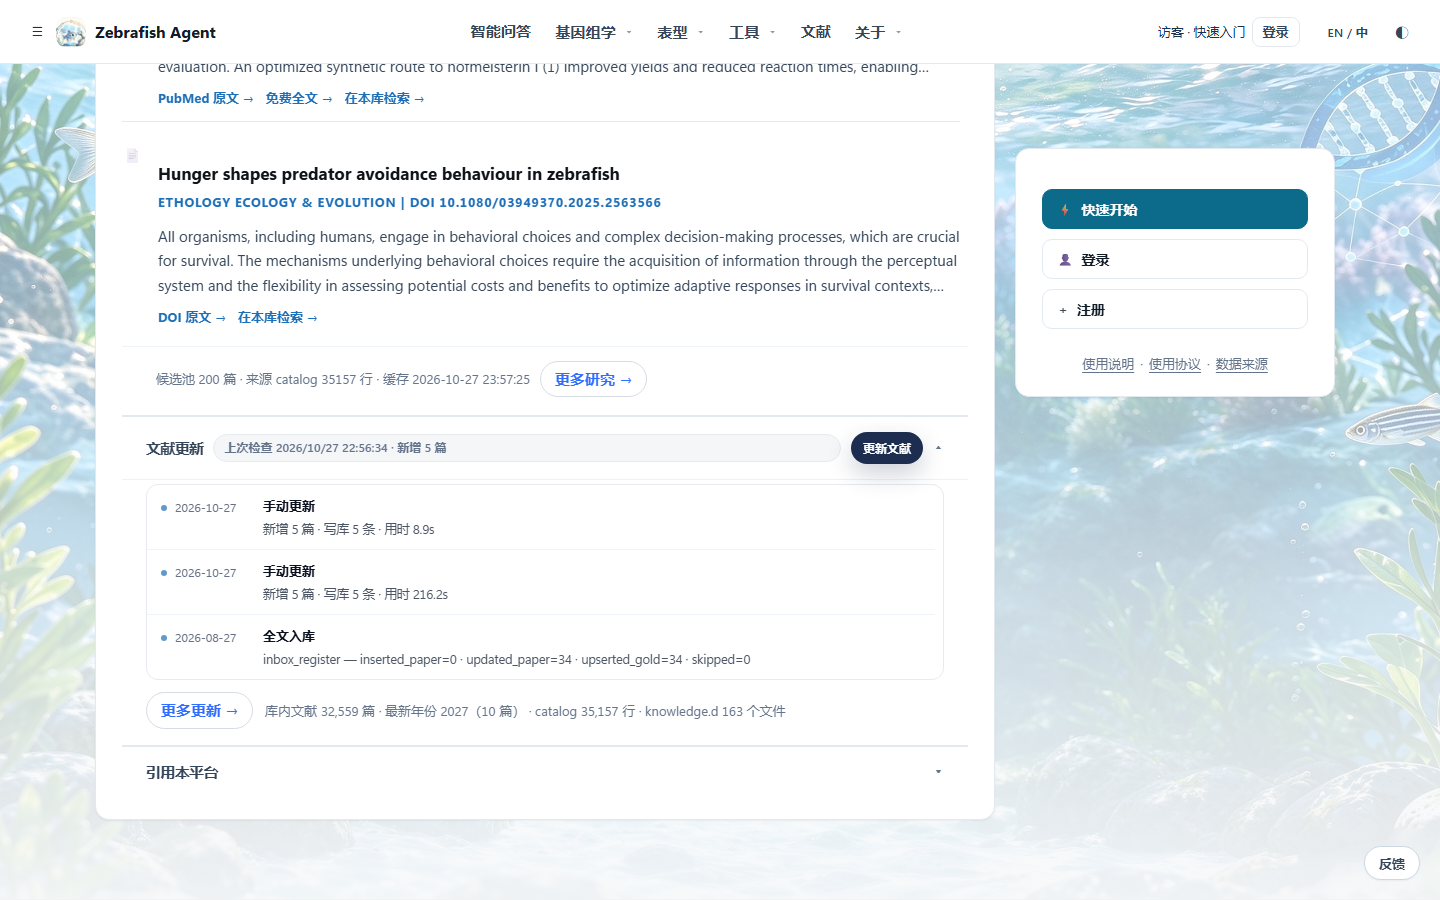 ☰ Zebrafish Agent 智能问答 基因组学 表型 工具 文献 关于 访客 · 快速入门 登录 EN / 中
evaluation. An optimized synthetic route to hofmeisterin I (1) improved yields and reduced reaction times, enabling...
PubMed 原文 → 免费全文 → 在本库检索 →
Hunger shapes predator avoidance behaviour in zebrafish
ETHOLOGY ECOLOGY & EVOLUTION | DOI 10.1080/03949370.2025.2563566
All organisms, including humans, engage in behavioral choices and complex decision-making processes, which are crucial
for survival. The mechanisms underlying behavioral choices require the acquisition of information through the perceptual
system and the flexibility in assessing potential costs and benefits to optimize adaptive responses in survival contexts,...
DOI 原文 → 在本库检索 →
候选池 200 篇 · 来源 catalog 35157 行 · 缓存 2026-10-27 23:57:25 更多研究 →
文献更新 上次检查 2026/10/27 22:56:34 · 新增 5 篇 更新文献
2026-10-27 手动更新
新增 5 篇 · 写库 5 条 · 用时 8.9s
2026-10-27 手动更新
新增 5 篇 · 写库 5 条 · 用时 216.2s
2026-08-27 全文入库
inbox_register — inserted_paper=0 · updated_paper=34 · upserted_gold=34 · skipped=0
更多更新 → 库内文献 32,559 篇 · 最新年份 2027（10 篇） · catalog 35,157 行 · knowledge.d 163 个文件
引用本平台
快速开始
登录
+ 注册
使用说明 · 使用协议 · 数据来源
反馈